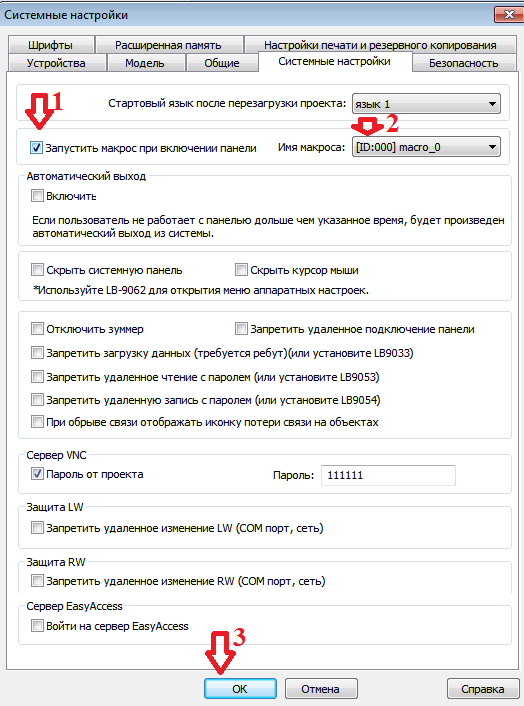 Системные настройки
Шрифты
Расширенная память
Настройки печати и резервного копирования
Устройства
Модель
Общие
Системные настройки
Безопасность
1
Стартовый язык после перезагрузки проекта: язык 1
2
Запустить макрос при включении панели Имя макроса: [ID:000] macro_0
Автоматический выход
Включить
Если пользователь не работает с панелью дольше чем указанное время, будет произведен
автоматический выход из системы.
Скрыть системную панель Скрыть курсор мыши
*Используйте LB-9062 для открытия меню аппаратных настроек.
Отключить зуммер Запретить удаленное подключение панели
Запретить загрузку данных (требуется ребут)(или установите LB9033)
Запретить удаленное чтение с паролем (или установите LB9053)
Запретить удаленную запись с паролем (или установите LB9054)
При обрыве связи отображать иконку потери связи на объектах
Сервер VNC
Пароль от проекта Пароль: 111111
Защита LW
Запретить удаленное изменение LW (COM порт, сеть)
Защита RW
Запретить удаленное изменение RW (COM порт, сеть)
Сервер EasyAccess
Войти на сервер EasyAccess
3
OK Отмена Справка